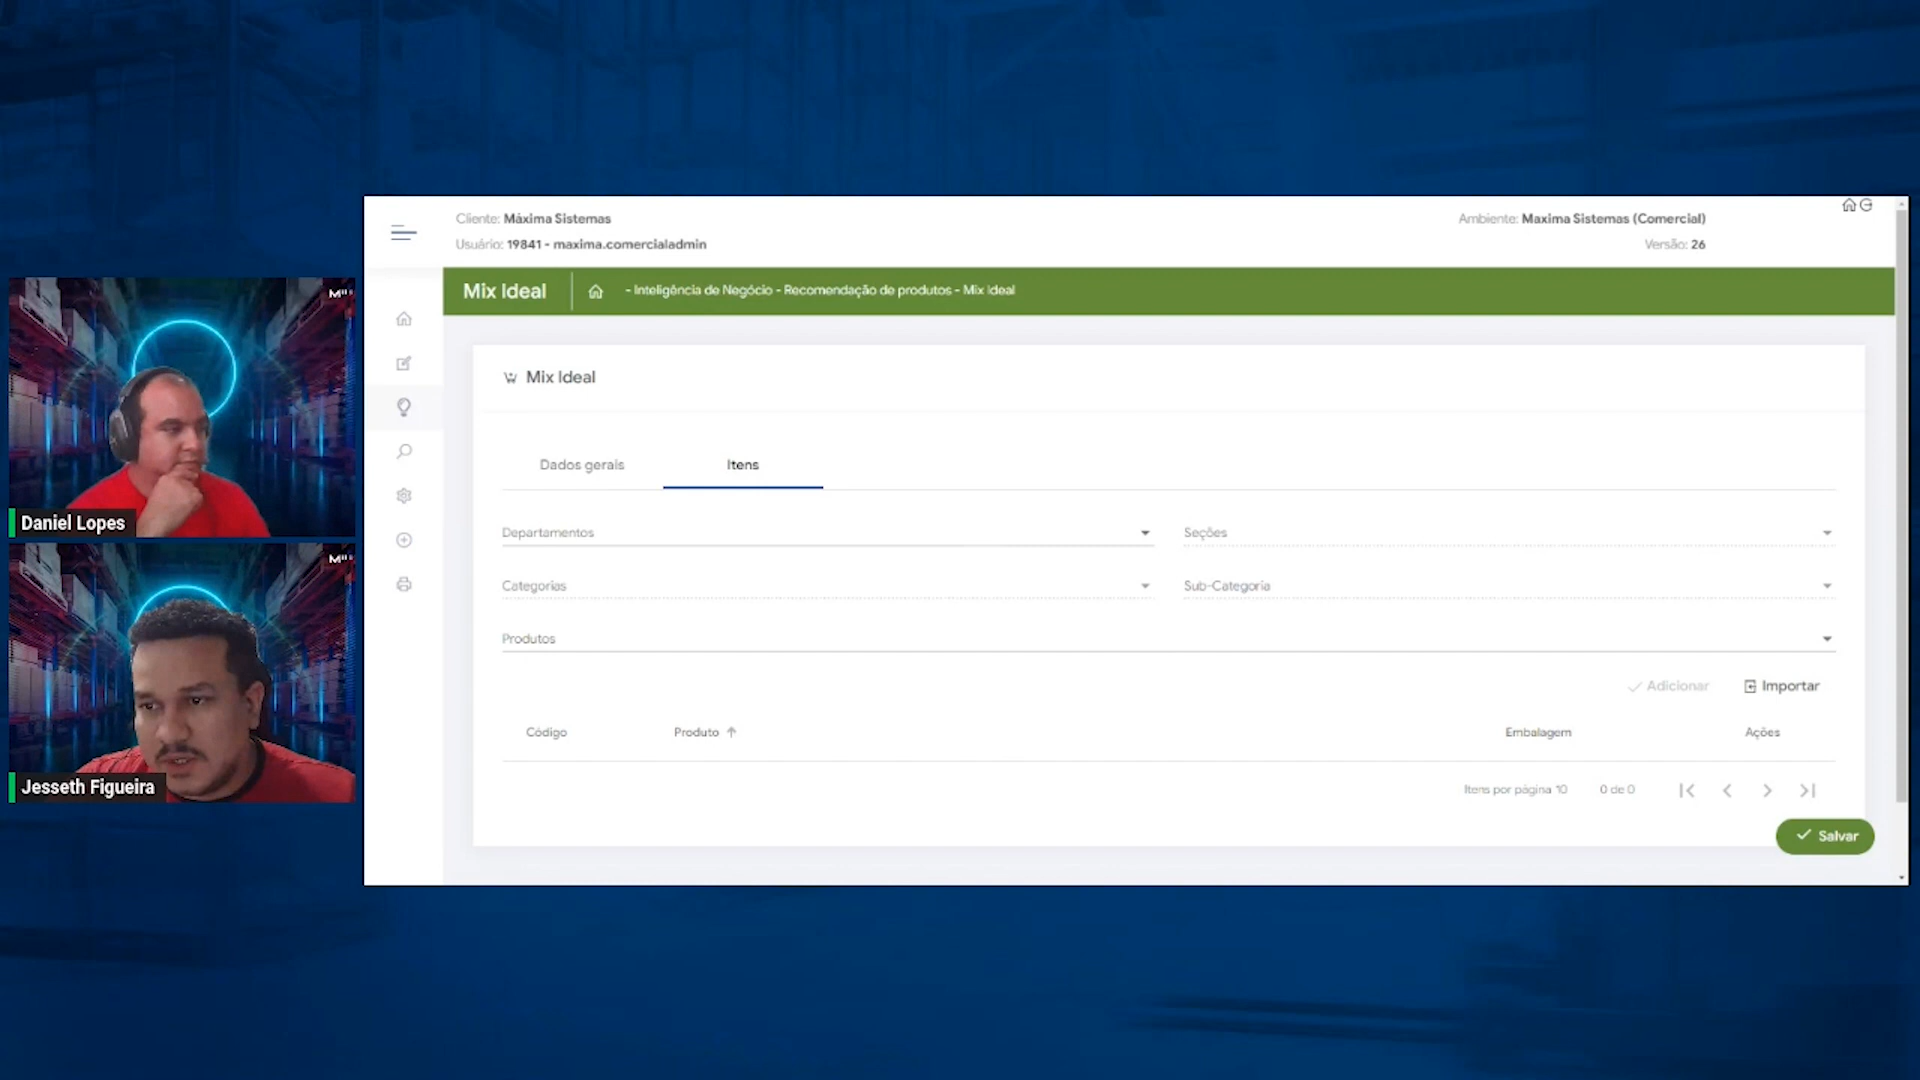 Cliente: Máxima Sistemas
Usuário: 19841 - maxima.comercialadmin
Ambiente: Maxima Sistemas (Comercial)
Versão: 26
Mix Ideal
- Inteligência de Negócio - Recomendação de produtos - Mix Ideal
Mix Ideal
Dados gerais
Itens
Departamentos
Seções
Categorias
Sub-Categoria
Produtos
Adicionar
Importar
Código
Produto
Embalagem
Ações
Itens por página 10
0 de 0
Salvar
Daniel Lopes
Jesseth Figueira